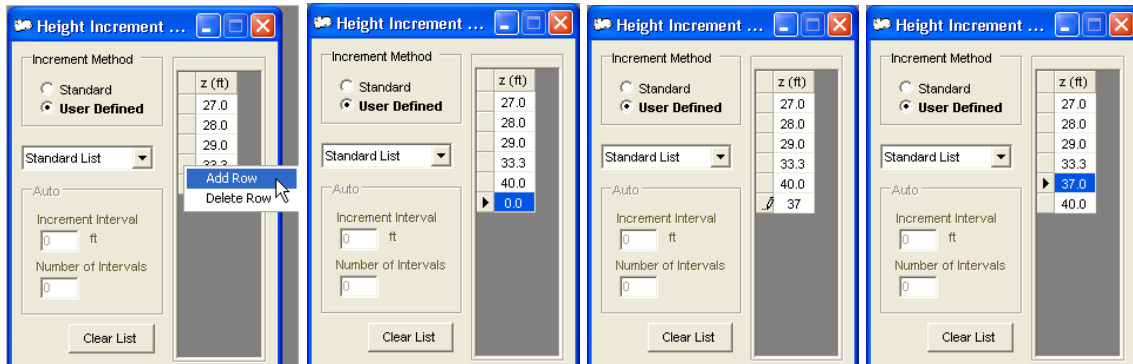 Height Increment ...
Increment Method
Standard
User Defined
Standard List
Auto
Increment Interval
0 ft
Number of Intervals
0
Clear List
z (ft)
27.0
28.0
29.0
33.3
Add Row
Delete Row
Height Increment ...
Increment Method
Standard
User Defined
Standard List
Auto
Increment Interval
0 ft
Number of Intervals
0
Clear List
z (ft)
27.0
28.0
29.0
33.3
40.0
0.0
Height Increment ...
Increment Method
Standard
User Defined
Standard List
Auto
Increment Interval
0 ft
Number of Intervals
0
Clear List
z (ft)
27.0
28.0
29.0
33.3
40.0
37
Height Increment ...
Increment Method
Standard
User Defined
Standard List
Auto
Increment Interval
0 ft
Number of Intervals
0
Clear List
z (ft)
27.0
28.0
29.0
33.3
37.0
40.0